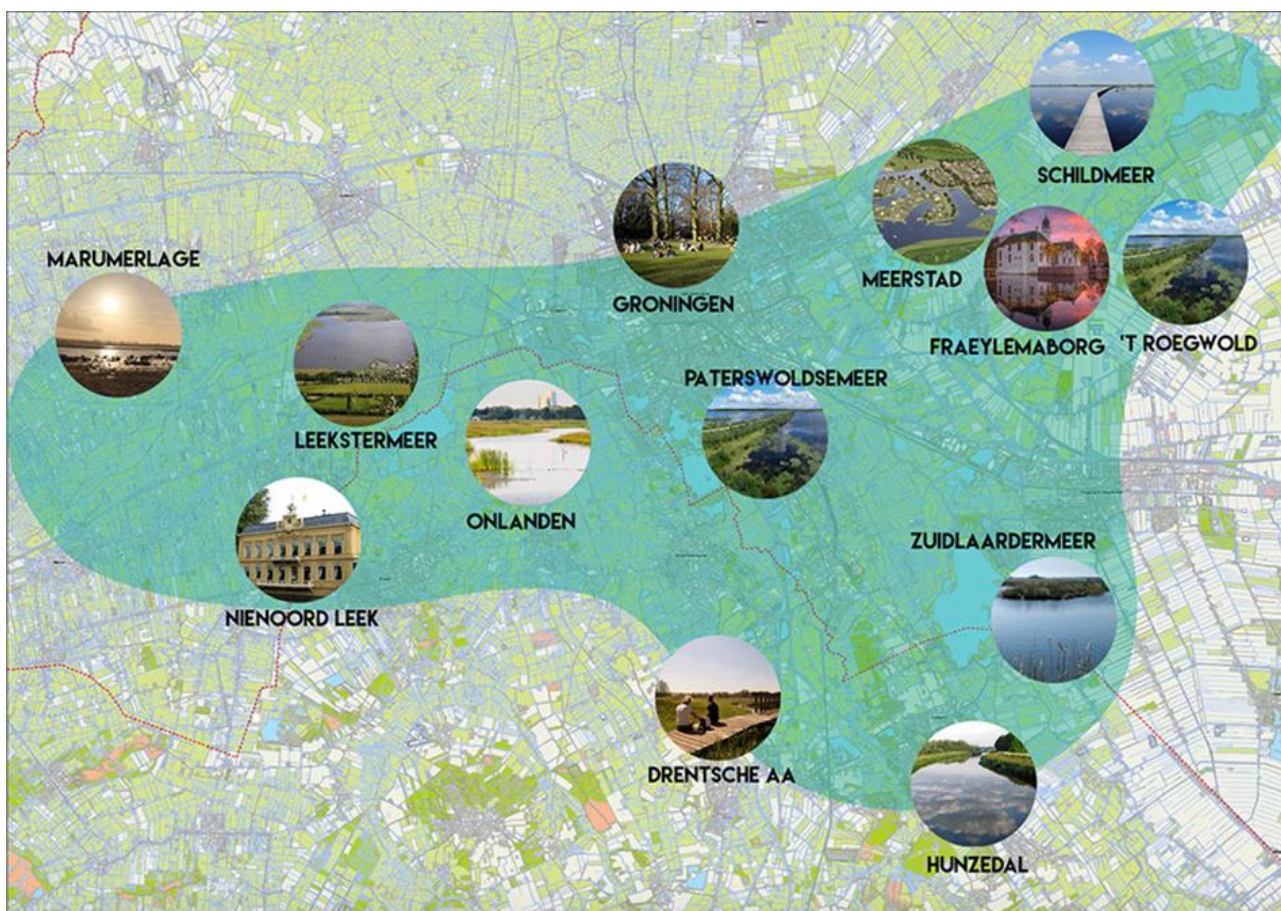 SCHILDMEER
MARUMERLAGE
MEERSTAD
GRONINGEN
FRAEYLEMABORG
'T ROEGWOLD
PATERSWOLDSEMEER
LEEKSTERMEER
ONLANDEN
ZUIDLAARDERMEER
NIENOORD LEEK
DRENTSCHE AA
HUNZEDAL